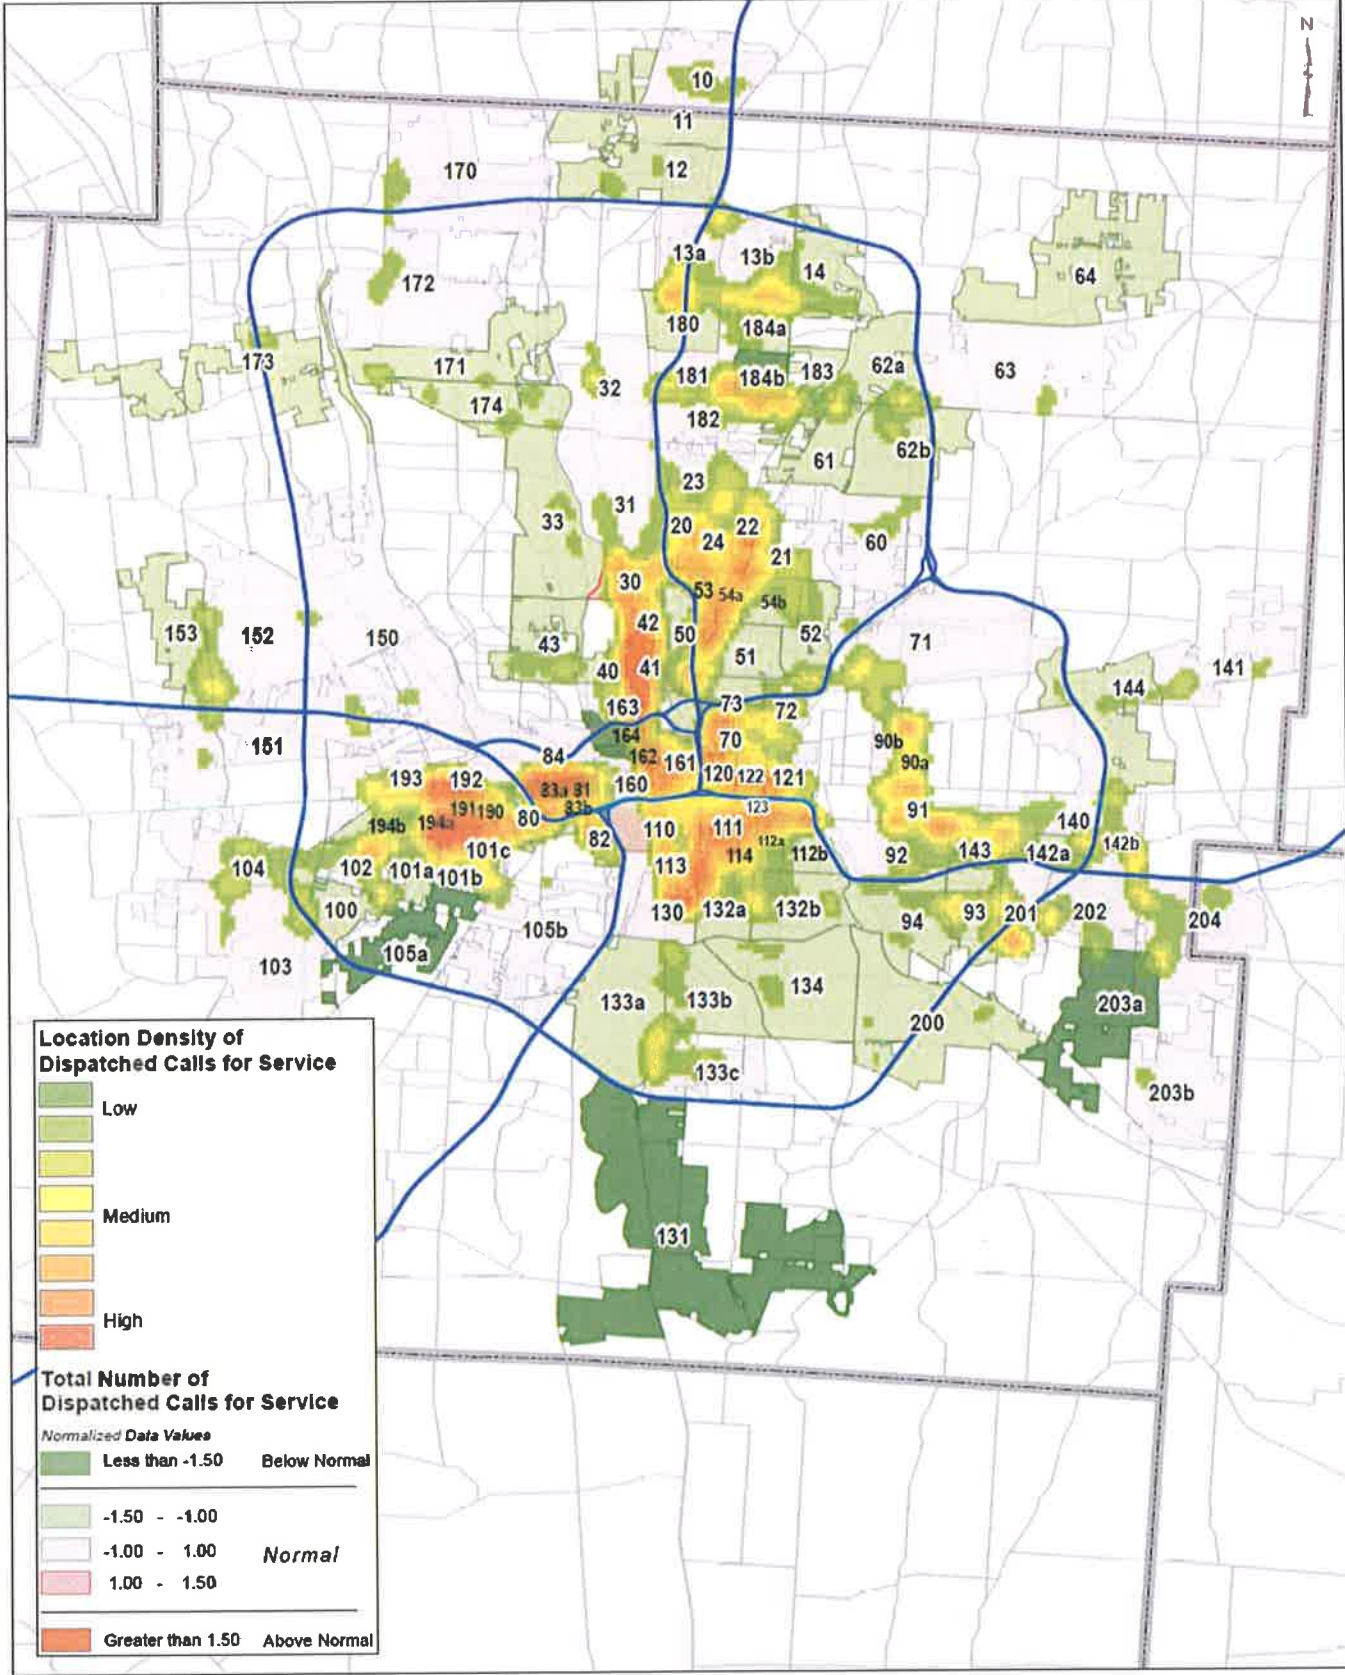 N
10
11
170
12
13a
13b
14
64
172
180
184a
173
171
181
184b
183
62a
63
32
174
182
61
62b
23
31
33
20
22
60
24
21
30
53
54a
54b
42
50
52
153
152
150
43
51
71
40
41
141
144
163
73
72
151
164
70
90b
84
162
161
90a
193
192
160
120
122
121
83a
81
191
190
83b
123
91
80
194b
194a
82
110
111
140
112a
142b
101c
114
112b
92
143
142a
104
102
101a
101b
113
100
130
132a
132b
94
93
201
202
204
105b
105a
103
133a
133b
134
203a
200
133c
203b
131
Location Density of
Dispatched Calls for Service
Low
Medium
High
Total Number of
Dispatched Calls for Service
Normalized Data Values
Less than -1.50 Below Normal
-1.50 - -1.00
-1.00 - 1.00 Normal
1.00 - 1.50
Greater than 1.50 Above Normal